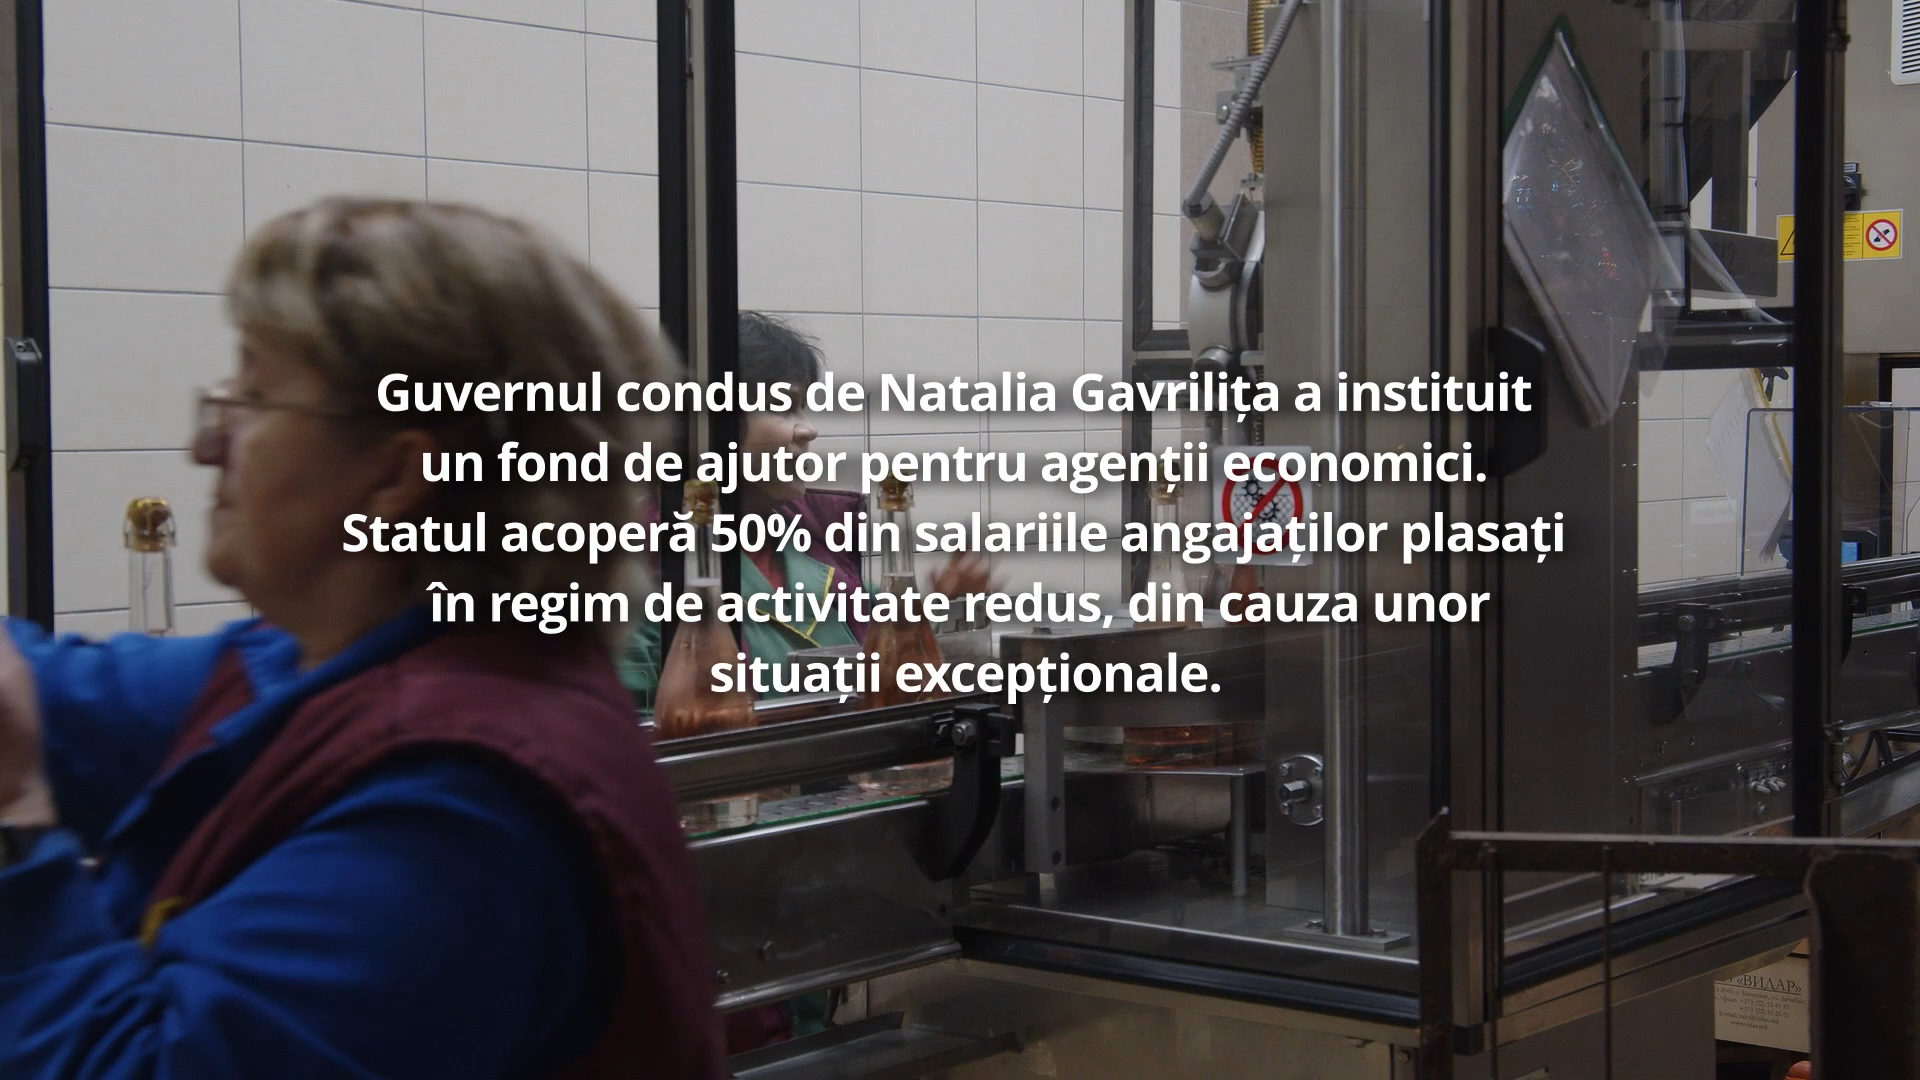 Guvernul condus de Natalia Gavrilița a instituit
un fond de ajutor pentru agenții economici.
Statul acoperă 50% din salariile angajaților plasați
în regim de activitate redus, din cauza unor
situații excepționale.
«ВИЛАР»